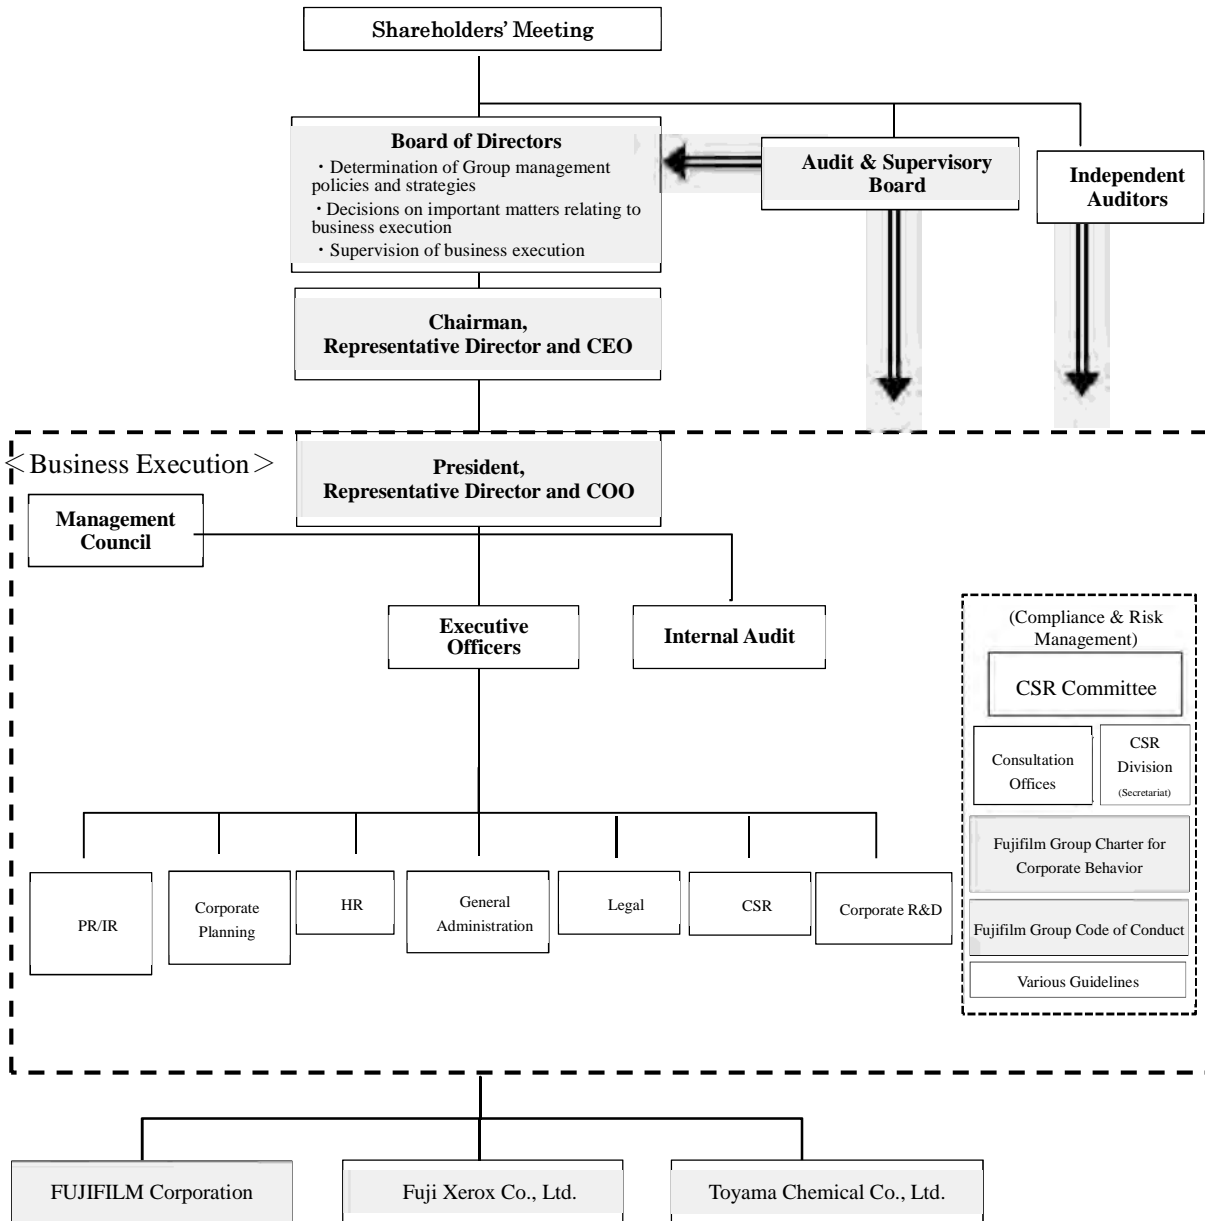 Shareholders’ Meeting
Board of Directors
・Determination of Group management
policies and strategies
・Decisions on important matters relating to
business execution
・Supervision of business execution
Audit & Supervisory
Board
Independent
Auditors
Chairman,
Representative Director and CEO
＜Business Execution＞
President,
Representative Director and COO
Management
Council
Executive
Officers
Internal Audit
(Compliance & Risk
Management)
CSR Committee
Consultation
Offices
CSR
Division
(Secretariat)
Fujifilm Group Charter for
Corporate Behavior
Fujifilm Group Code of Conduct
Various Guidelines
PR/IR
Corporate
Planning
HR
General
Administration
Legal
CSR
Corporate R&D
FUJIFILM Corporation
Fuji Xerox Co., Ltd.
Toyama Chemical Co., Ltd.